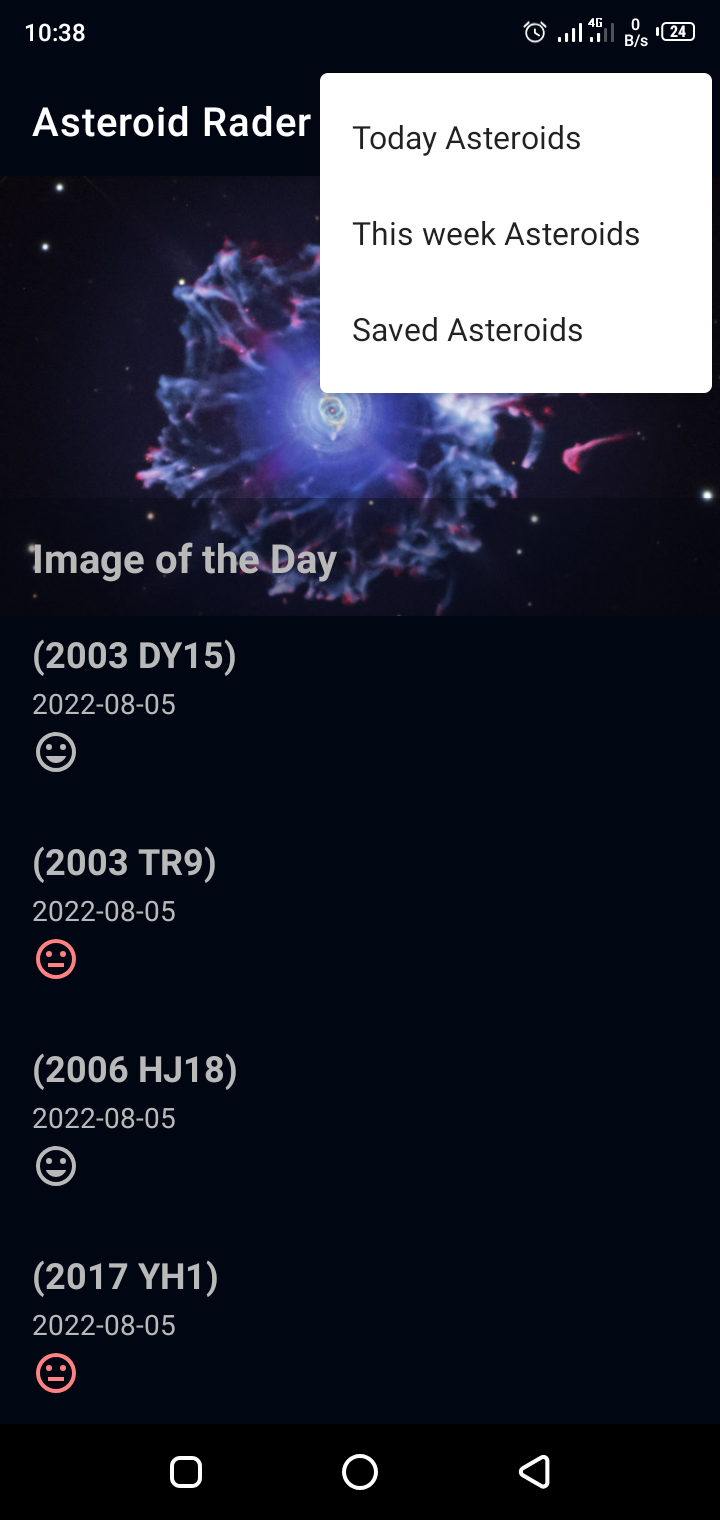 10:38
4G
0
B/s
24
Asteroid Rader
Today Asteroids
This week Asteroids
Saved Asteroids
Image of the Day
(2003 DY15)
2022-08-05
(2003 TR9)
2022-08-05
(2006 HJ18)
2022-08-05
(2017 YH1)
2022-08-05